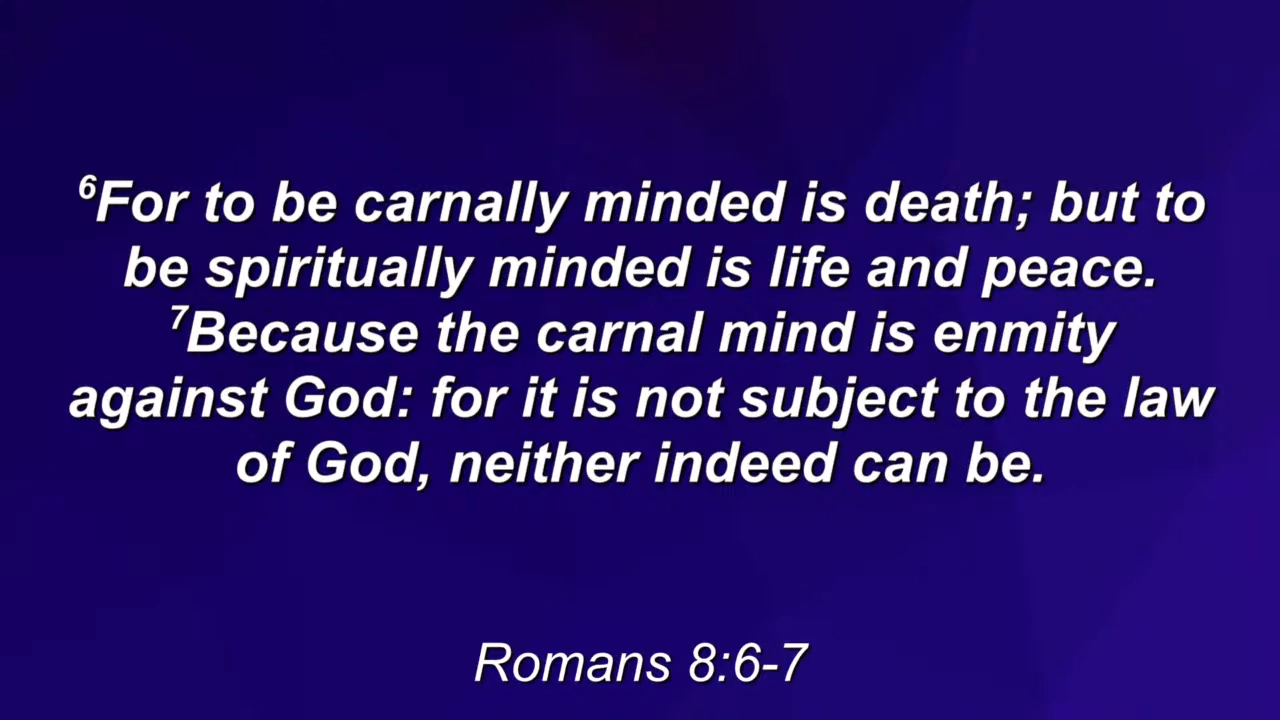 ⁶For to be carnally minded is death; but to
be spiritually minded is life and peace.
⁷Because the carnal mind is enmity
against God: for it is not subject to the law
of God, neither indeed can be.
Romans 8:6-7